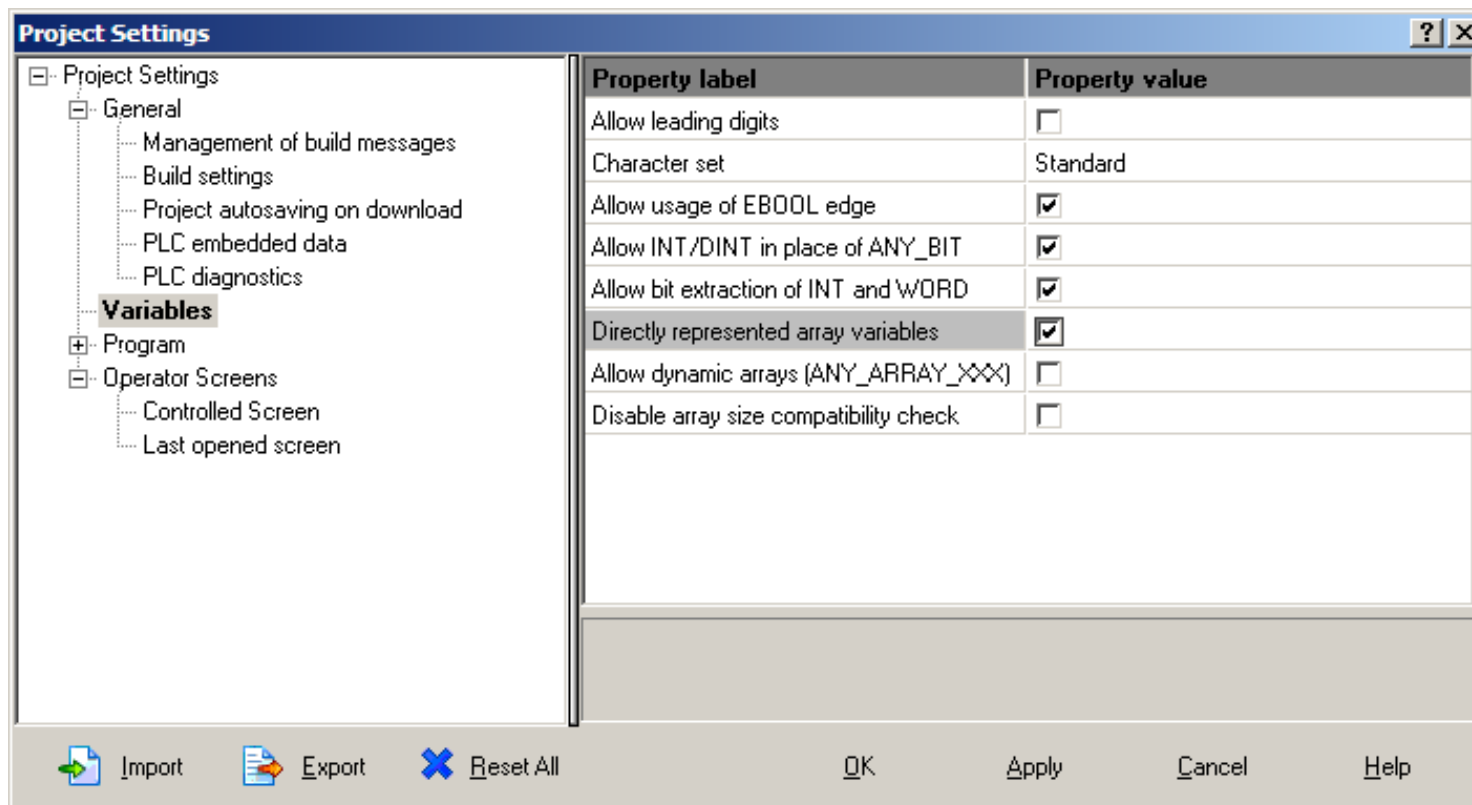 Project Settings
Project Settings
General
Management of build messages
Build settings
Project autosaving on download
PLC embedded data
PLC diagnostics
Variables
Program
Operator Screens
Controlled Screen
Last opened screen
Property label Property value
Allow leading digits
Character set Standard
Allow usage of EBOOL edge
Allow INT/DINT in place of ANY_BIT
Allow bit extraction of INT and WORD
Directly represented array variables
Allow dynamic arrays (ANY_ARRAY_XXX)
Disable array size compatibility check
Import Export Reset All OK Apply Cancel Help